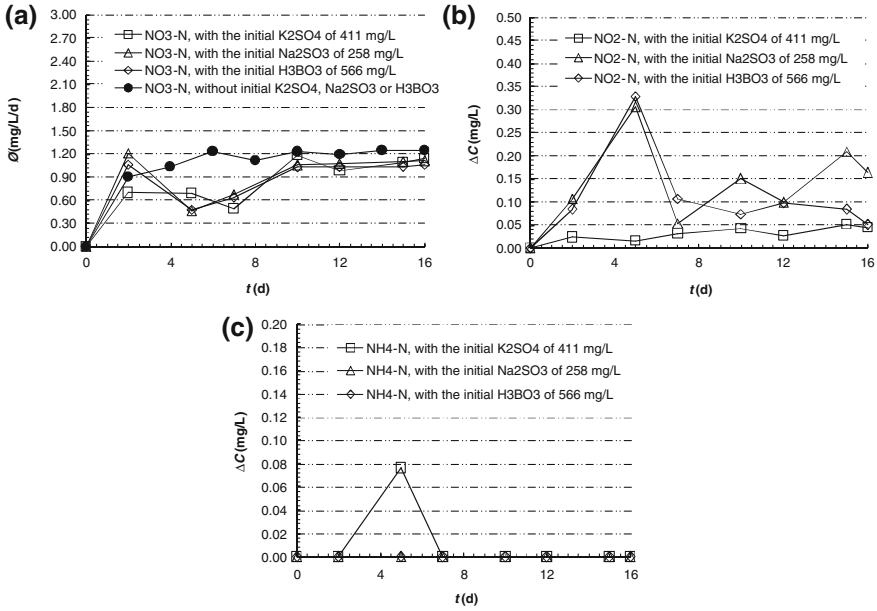 (a)
3.00
2.70
2.40
2.10
1.80
1.50
1.20
0.90
0.60
0.30
0.00
Ø(mg/L/d)
NO3-N, with the initial K2SO4 of 411 mg/L
NO3-N, with the initial Na2SO3 of 258 mg/L
NO3-N, with the initial H3BO3 of 566 mg/L
NO3-N, without initial K2SO4, Na2SO3 or H3BO3
0 4 8 12 16
t(d)
(b)
0.50
0.45
0.40
0.35
0.30
0.25
0.20
0.15
0.10
0.05
0.00
ΔC(mg/L)
NO2-N, with the initial K2SO4 of 411 mg/L
NO2-N, with the initial Na2SO3 of 258 mg/L
NO2-N, with the initial H3BO3 of 566 mg/L
0 4 8 12 16
t(d)
(c)
0.20
0.18
0.16
0.14
0.12
0.10
0.08
0.06
0.04
0.02
0.00
ΔC(mg/L)
NH4-N, with the initial K2SO4 of 411 mg/L
NH4-N, with the initial Na2SO3 of 258 mg/L
NH4-N, with the initial H3BO3 of 566 mg/L
0 4 8 12 16
t(d)